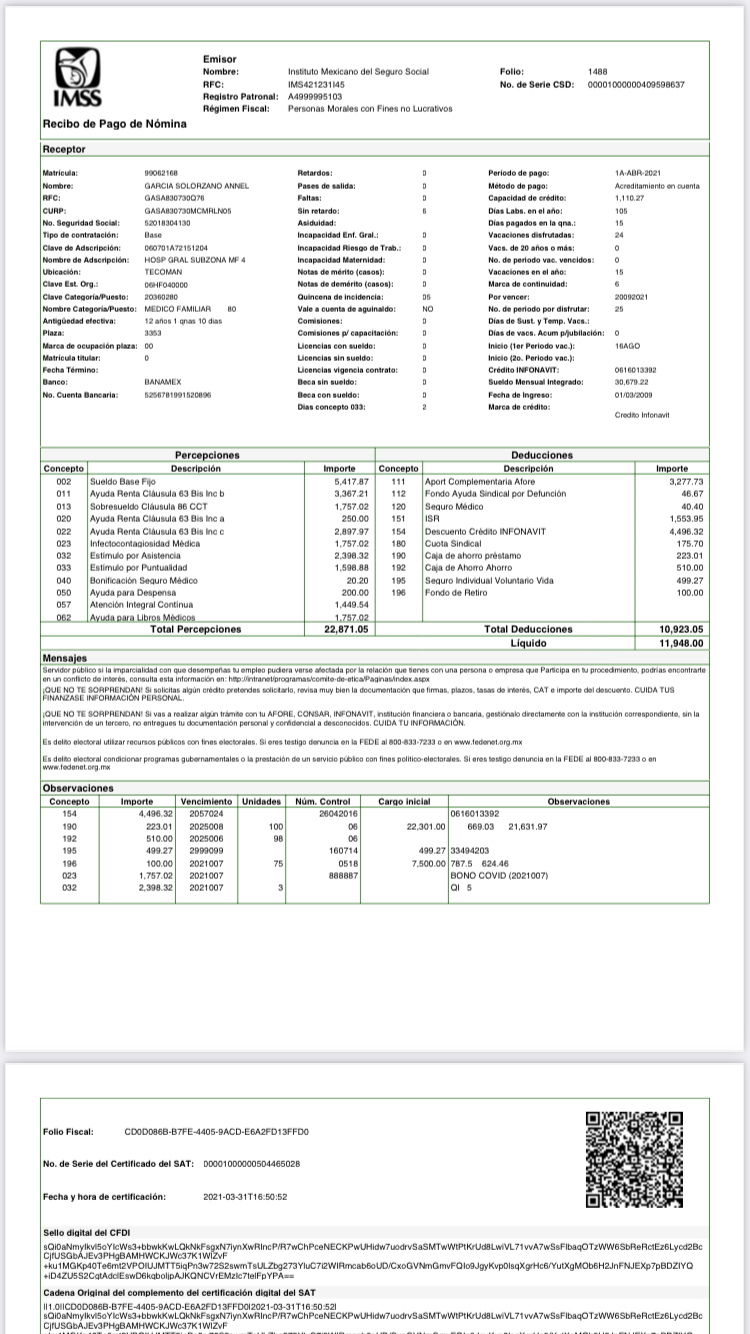 IMSS
Emisor
Nombre: Instituto Mexicano del Seguro Social Folio: 1488
RFC: IMS421231I45 No. de Serie CSD: 00001000000409598637
Registro Patronal: A4999995103
Régimen Fiscal: Personas Morales con Fines no Lucrativos
Recibo de Pago de Nómina
Receptor
Matrícula: 99062168 Retardos: 0 Periodo de pago: 1A-ABR-2021
Nombre: GARCIA SOLORZANO ANNEL Pases de salida: 0 Método de pago: Acreditamiento en cuenta
RFC: GASA830730Q76 Faltas: 0 Capacidad de crédito: 1,110.27
CURP: GASA830730MCMRLN05 Sin retardo: 6 Días Labs. en el año: 105
No. Seguridad Social: 52018304130 Asiduidad: Días pagados en la qna.: 15
Tipo de contratación: Base Incapacidad Enf. Gral.: 0 Vacaciones disfrutadas: 24
Clave de Adscripción: 060701A72151204 Incapacidad Riesgo de Trab.: 0 Vacs. de 20 años o más: 0
Nombre de Adscripción: HOSP GRAL SUBZONA MF 4 Incapacidad Maternidad: 0 No. de periodo vac. vencidos: 0
Ubicación: TECOMAN Notas de mérito (casos): 0 Vacaciones en el año: 15
Clave Est. Org.: 06HF040000 Notas de demérito (casos): 0 Marca de continuidad: 6
Clave Categoría/Puesto: 20360280 Quincena de incidencia: 05 Por vencer: 20092021
Nombre Categoría/Puesto: MEDICO FAMILIAR 80 Vale a cuenta de aguinaldo: NO No. de periodo por disfrutar: 25
Antigüedad efectiva: 12 años 1 qnas 10 dias Comisiones: 0 Días de Sust. y Temp. Vacs.:
Plaza: 3353 Comisiones p/ capacitación: 0 Días de vacs. Acum p/jubilación: 0
Marca de ocupación plaza: 00 Licencias con sueldo: 0 Inicio (1er Periodo vac.): 16AGO
Matrícula titular: 0 Licencias sin sueldo: 0 Inicio (2o. Periodo vac.):
Fecha Término: Licencias vigencia contrato: 0 Crédito INFONAVIT: 0616013392
Banco: BANAMEX Beca sin sueldo: 0 Sueldo Mensual Integrado: 30,679.22
No. Cuenta Bancaria: 5256781991520896 Beca con sueldo: 0 Fecha de Ingreso: 01/03/2009
Días concepto 033: 2 Marca de crédito: Credito Infonavit
Percepciones Deducciones
Concepto Descripción Importe Concepto Descripción Importe
002 Sueldo Base Fijo 5,417.87 111 Aport Complementaria Afore 3,277.73
011 Ayuda Renta Cláusula 63 Bis Inc b 3,367.21 112 Fondo Ayuda Sindical por Defunción 46.67
013 Sobresueldo Cláusula 86 CCT 1,757.02 120 Seguro Médico 40.40
020 Ayuda Renta Cláusula 63 Bis Inc a 250.00 151 ISR 1,553.95
022 Ayuda Renta Cláusula 63 Bis Inc c 2,897.97 154 Descuento Crédito INFONAVIT 4,496.32
023 Infectocontagiosidad Médica 1,757.02 180 Cuota Sindical 175.70
032 Estímulo por Asistencia 2,398.32 190 Caja de ahorro préstamo 223.01
033 Estímulo por Puntualidad 1,598.88 192 Caja de Ahorro Ahorro 510.00
040 Bonificación Seguro Médico 20.20 195 Seguro Individual Voluntario Vida 499.27
050 Ayuda para Despensa 200.00 196 Fondo de Retiro 100.00
057 Atención Integral Continua 1,449.54
062 Ayuda para Libros Médicos 1,757.02
Total Percepciones 22,871.05 Total Deducciones 10,923.05
Líquido 11,948.00
Mensajes
Servidor público si la imparcialidad con que desempeñas tu empleo pudiera verse afectada por la relación que tienes con una persona o empresa que Participa en tu procedimiento, podrías encontrarte
en un conflicto de interés, consulta esta información en: http://intranet/programas/comite-de-etica/Paginas/index.aspx
¡QUE NO TE SORPRENDAN! Si solicitas algún crédito pretendes solicitarlo, revisa muy bien la documentación que firmas, plazos, tasas de interés, CAT e importe del descuento. CUIDA TUS
FINANZASE INFORMACIÓN PERSONAL.
¡QUE NO TE SORPRENDAN! Si vas a realizar algún trámite con tu AFORE, CONSAR, INFONAVIT, institución financiera o bancaria, gestiónalo directamente con la institución correspondiente, sin la
intervención de un tercero, no entregues tu documentación personal y confidencial a desconocidos. CUIDA TU INFORMACIÓN.
Es delito electoral utilizar recursos públicos con fines electorales. Si eres testigo denuncia en la FEDE al 800-833-7233 o en www.fedenet.org.mx
Es delito electoral condicionar programas gubernamentales o la prestación de un servicio público con fines político-electorales. Si eres testigo denuncia en la FEDE al 800-833-7233 o en
www.fedenet.org.mx
Observaciones
Concepto Importe Vencimiento Unidades Núm. Control Cargo inicial Observaciones
154 4,496.32 2057024 26042016 0616013392
190 223.01 2025008 100 06 22,301.00 669.03 21,631.97
192 510.00 2025006 98 06
195 499.27 2999099 160714 499.27 33494203
196 100.00 2021007 75 0518 7,500.00 787.5 624.46
023 1,757.02 2021007 888887 BONO COVID (2021007)
032 2,398.32 2021007 3 QI 5
Folio Fiscal: CD0D086B-B7FE-4405-9ACD-E6A2FD13FFD0
No. de Serie del Certificado del SAT: 00001000000504465028
Fecha y hora de certificación: 2021-03-31T16:50:52
Sello digital del CFDI
Cadena Original del complemento del certificación digital del SAT
||1.0||CD0D086B-B7FE-4405-9ACD-E6A2FD13FFD0|2021-03-31T16:50:52|